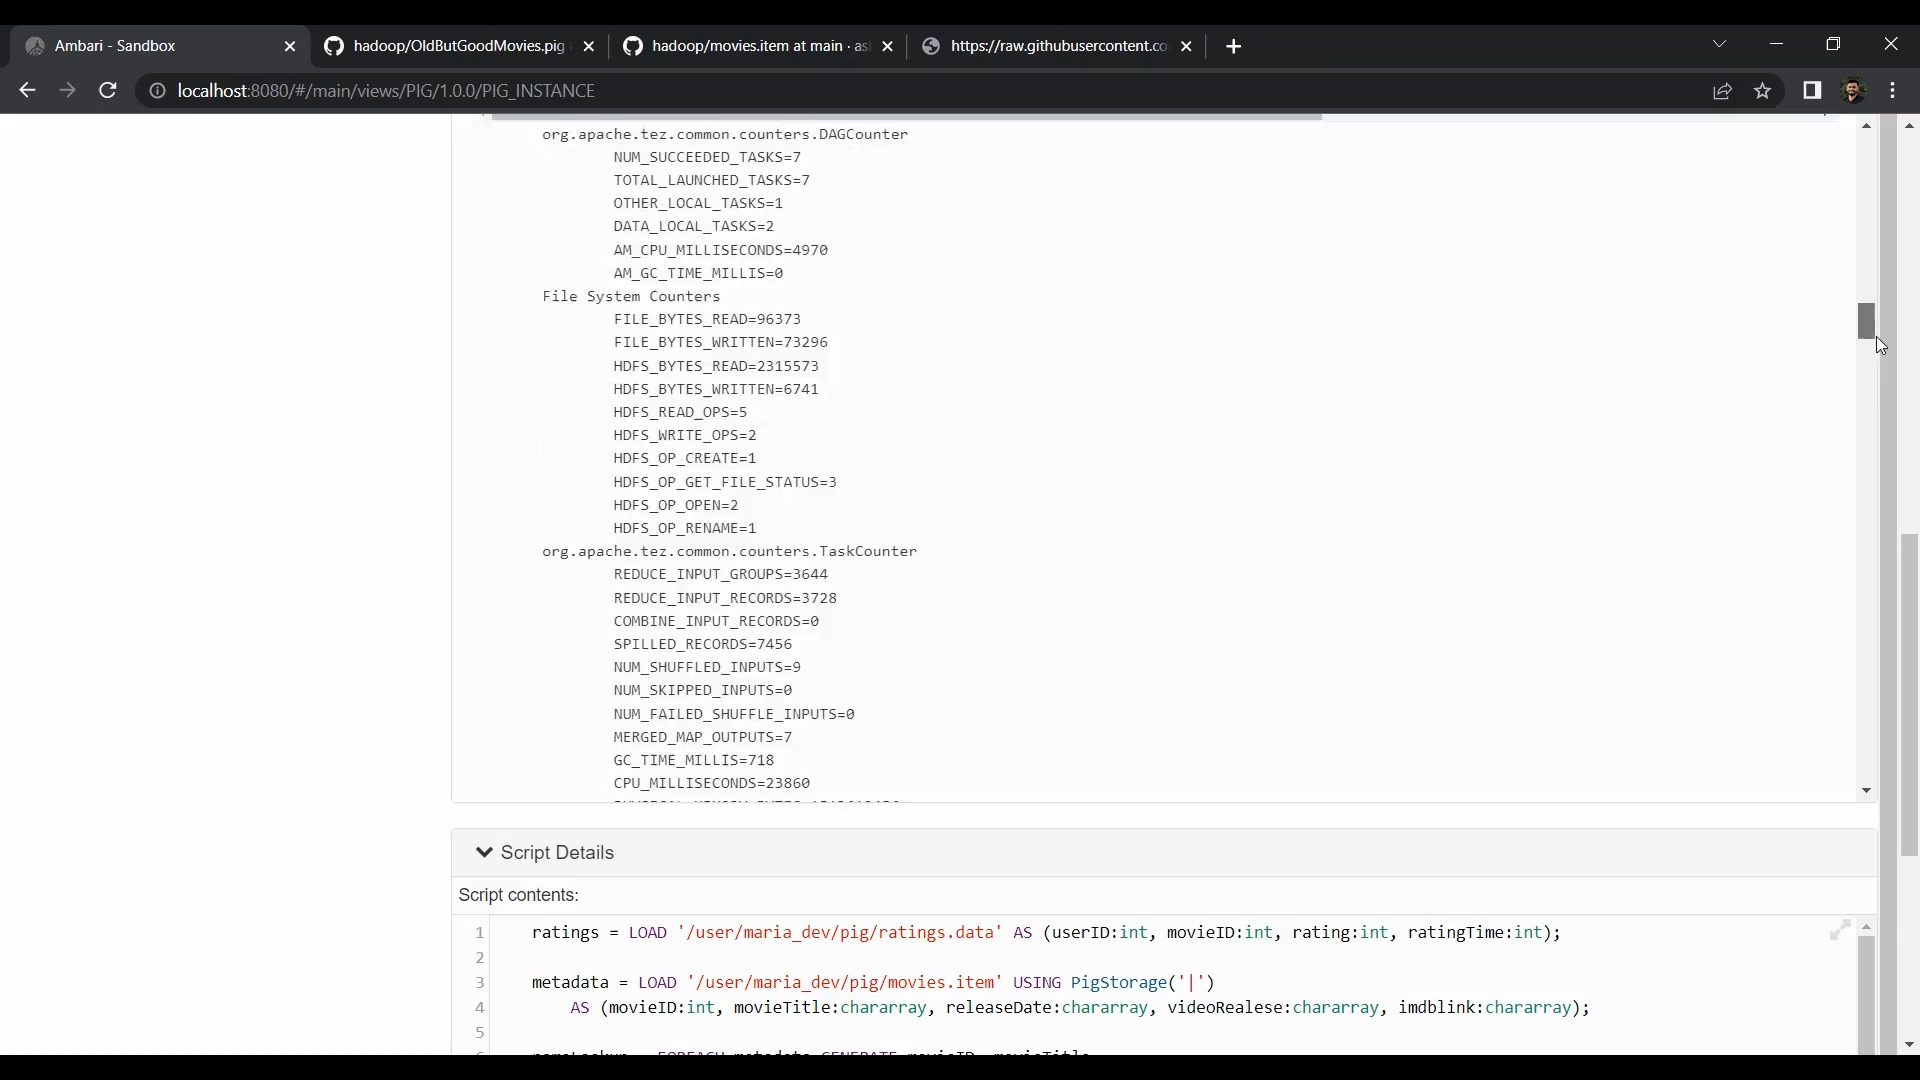 Ambari - Sandbox
hadoop/OldButGoodMovies.pig
hadoop/movies.item at main · asl
https://raw.githubusercontent.co
localhost:8080/#/main/views/PIG/1.0.0/PIG_INSTANCE
org.apache.tez.common.counters.DAGCounter
NUM_SUCCEEDED_TASKS=7
TOTAL_LAUNCHED_TASKS=7
OTHER_LOCAL_TASKS=1
DATA_LOCAL_TASKS=2
AM_CPU_MILLISECONDS=4970
AM_GC_TIME_MILLIS=0
File System Counters
FILE_BYTES_READ=96373
FILE_BYTES_WRITTEN=73296
HDFS_BYTES_READ=2315573
HDFS_BYTES_WRITTEN=6741
HDFS_READ_OPS=5
HDFS_WRITE_OPS=2
HDFS_OP_CREATE=1
HDFS_OP_GET_FILE_STATUS=3
HDFS_OP_OPEN=2
HDFS_OP_RENAME=1
org.apache.tez.common.counters.TaskCounter
REDUCE_INPUT_GROUPS=3644
REDUCE_INPUT_RECORDS=3728
COMBINE_INPUT_RECORDS=0
SPILLED_RECORDS=7456
NUM_SHUFFLED_INPUTS=9
NUM_SKIPPED_INPUTS=0
NUM_FAILED_SHUFFLE_INPUTS=0
MERGED_MAP_OUTPUTS=7
GC_TIME_MILLIS=718
CPU_MILLISECONDS=23860
Script Details
Script contents:
1 ratings = LOAD '/user/maria_dev/pig/ratings.data' AS (userID:int, movieID:int, rating:int, ratingTime:int);
2
3 metadata = LOAD '/user/maria_dev/pig/movies.item' USING PigStorage('|')
4 AS (movieID:int, movieTitle:chararray, releaseDate:chararray, videoRealese:chararray, imdblink:chararray);
5